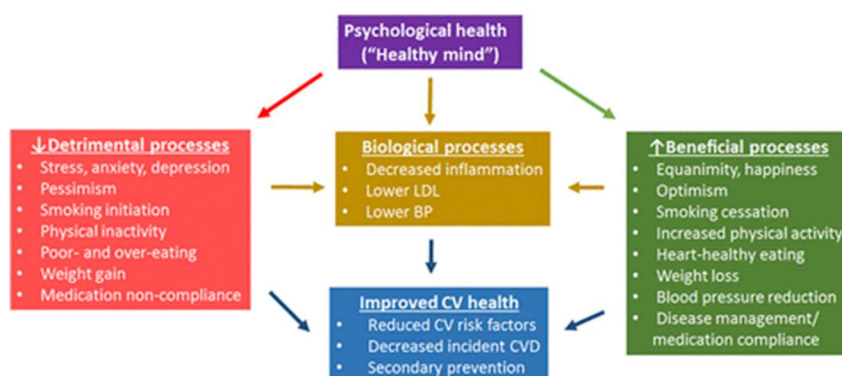 Psychological health
("Healthy mind")
↓Detrimental processes
• Stress, anxiety, depression
• Pessimism
• Smoking initiation
• Physical inactivity
• Poor- and over-eating
• Weight gain
• Medication non-compliance
Biological processes
• Decreased inflammation
• Lower LDL
• Lower BP
↑Beneficial processes
• Equanimity, happiness
• Optimism
• Smoking cessation
• Increased physical activity
• Heart-healthy eating
• Weight loss
• Blood pressure reduction
• Disease management/
medication compliance
Improved CV health
• Reduced CV risk factors
• Decreased incident CVD
• Secondary prevention